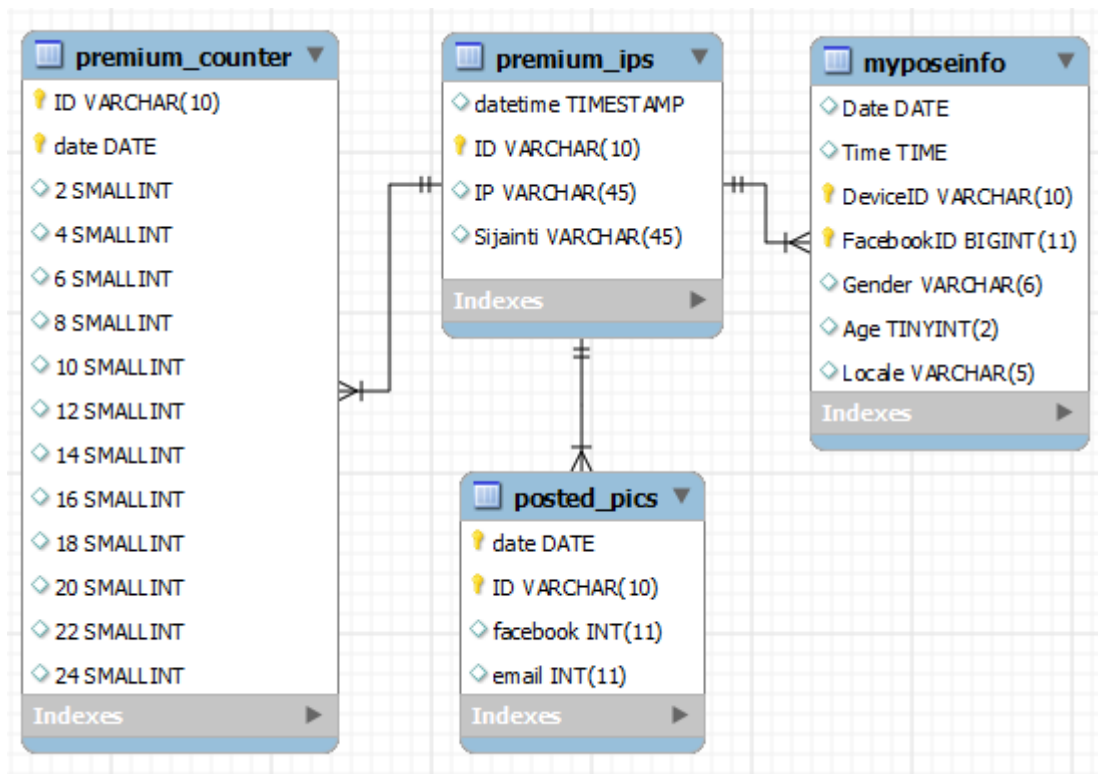 premium_counter
ID VARCHAR(10)
date DATE
2 SMALLINT
4 SMALLINT
6 SMALLINT
8 SMALLINT
10 SMALLINT
12 SMALLINT
14 SMALLINT
16 SMALLINT
18 SMALLINT
20 SMALLINT
22 SMALLINT
24 SMALLINT
Indexes
premium_ips
datetime TIMESTAMP
ID VARCHAR(10)
IP VARCHAR(45)
Sijainti VARCHAR(45)
Indexes
myposeinfo
Date DATE
Time TIME
DeviceID VARCHAR(10)
FacebookID BIGINT(11)
Gender VARCHAR(6)
Age TINYINT(2)
Locale VARCHAR(5)
Indexes
posted_pics
date DATE
ID VARCHAR(10)
facebook INT(11)
email INT(11)
Indexes